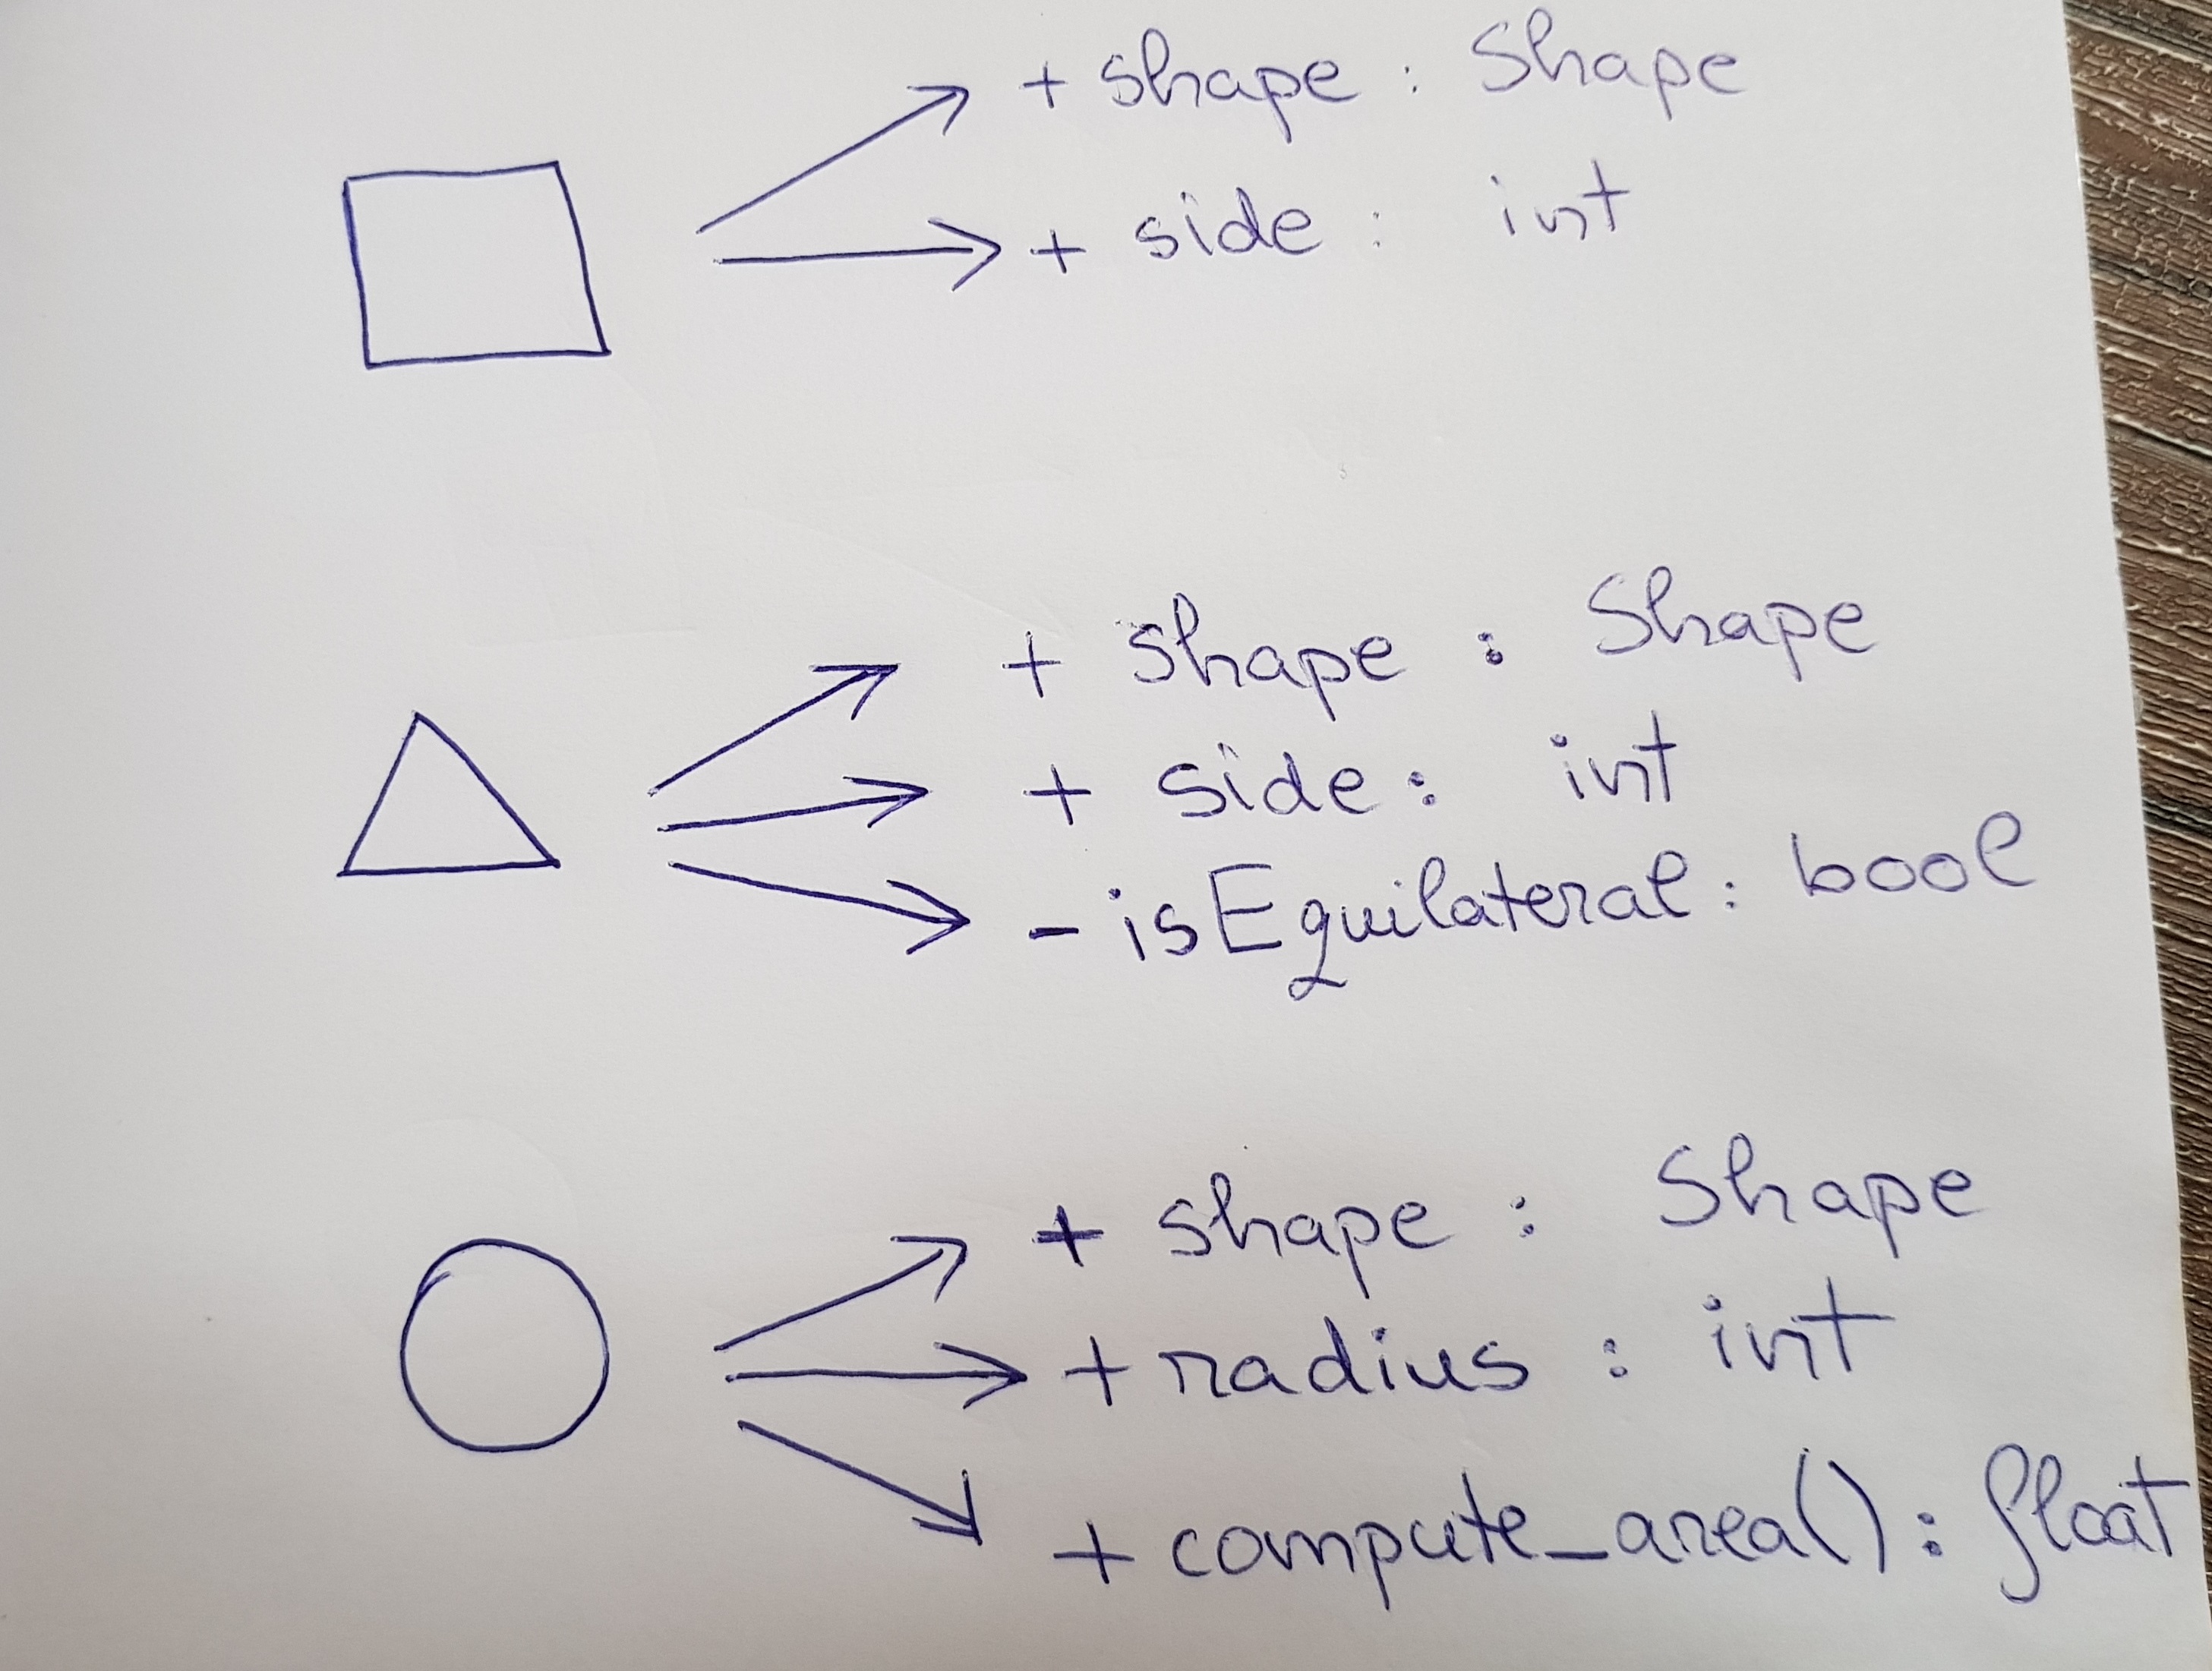 + shape : Shape
+ side : int
+ shape : Shape
+ side : int
- isEquilateral : bool
+ shape : Shape
+ radius : int
+ compute_area() : float